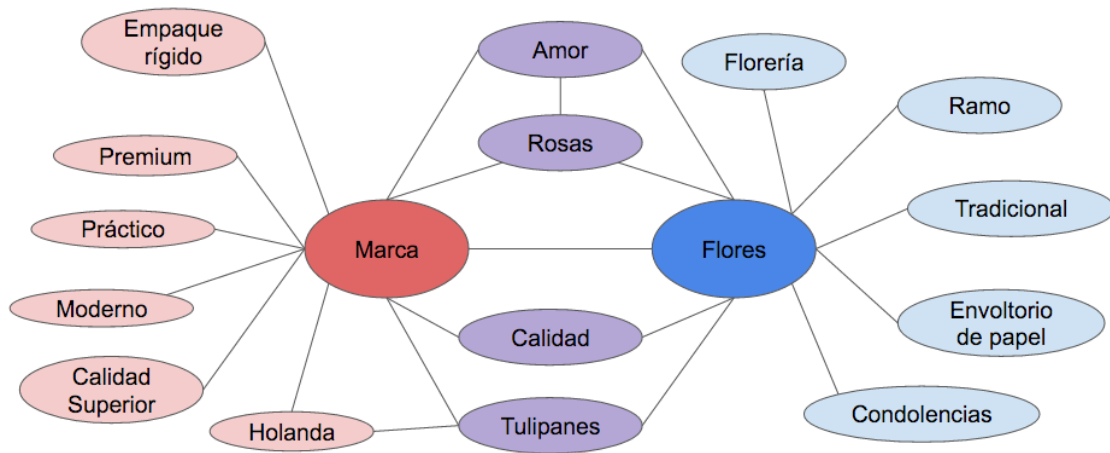 Empaque
rígido
Amor
Florería
Ramo
Premium
Rosas
Práctico
Tradicional
Marca
Flores
Moderno
Calidad
Envoltorio
de papel
Calidad
Superior
Holanda
Tulipanes
Condolencias